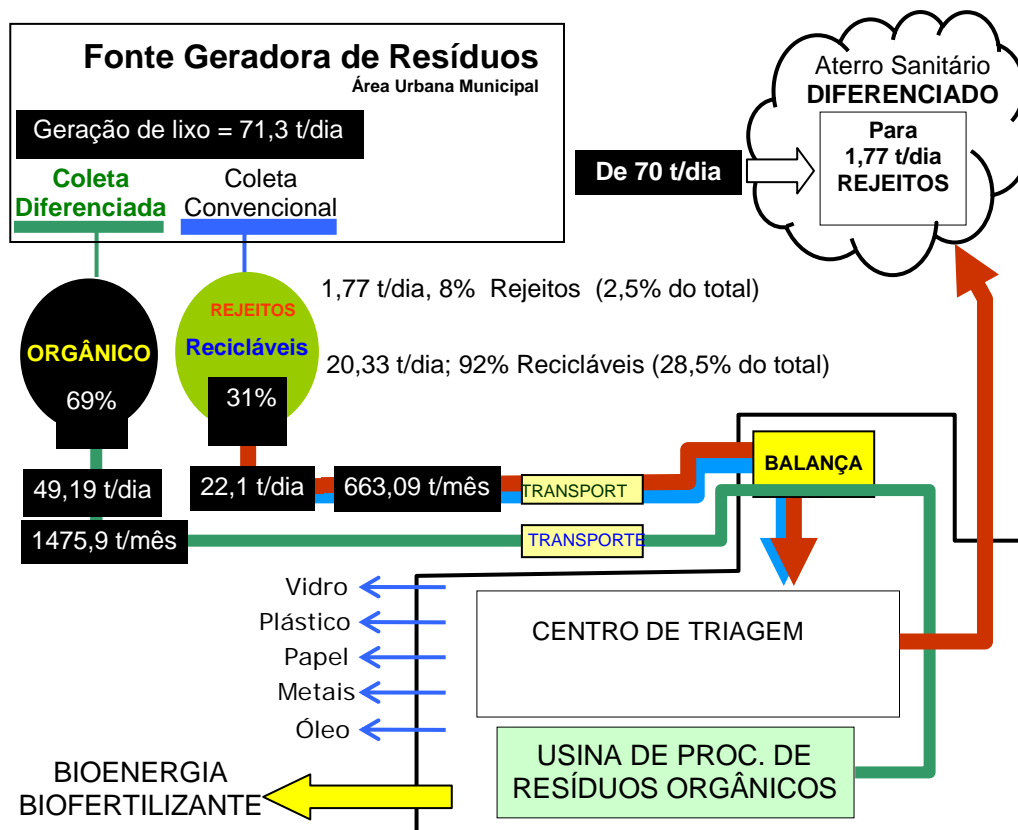 Fonte Geradora de Resíduos
Área Urbana Municipal
Geração de lixo = 71,3 t/dia
Coleta
Diferenciada
Coleta
Convencional
De 70 t/dia
Aterro Sanitário
DIFERENCIADO
Para
1,77 t/dia
REJEITOS
ORGÂNICO
69%
REJEITOS
Recicláveis
31%
1,77 t/dia, 8% Rejeitos (2,5% do total)
20,33 t/dia; 92% Recicláveis (28,5% do total)
49,19 t/dia
1475,9 t/mês
22,1 t/dia
663,09 t/mês
TRANSPORT
TRANSPORTE
BALANÇA
Vidro
Plástico
Papel
Metais
Óleo
CENTRO DE TRIAGEM
USINA DE PROC. DE
RESÍDUOS ORGÂNICOS
BIOENERGIA
BIOFERTILIZANTE